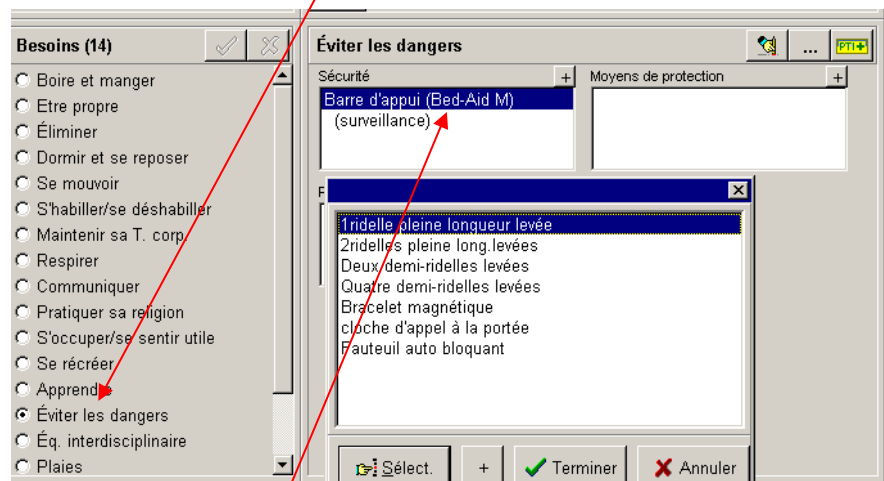 Besoins (14)
Boire et manger
Etre propre
Éliminer
Dormir et se reposer
Se mouvoir
S'habiller/se déshabiller
Maintenir sa T. corp.
Respirer
Communiquer
Pratiquer sa religion
S'occuper/se sentir utile
Se récréer
Apprendre
Éviter les dangers
Éq. interdisciplinaire
Plaies
Éviter les dangers
... PTI+
Sécurité +
Barre d'appui (Bed-Aid M)
(surveillance)
Moyens de protection +
1ridelle pleine longueur levée
2ridelles pleine long.levées
Deux demi-ridelles levées
Quatre demi-ridelles levées
Bracelet magnétique
cloche d'appel à la portée
Fauteuil auto bloquant
Sélect. + Terminer Annuler